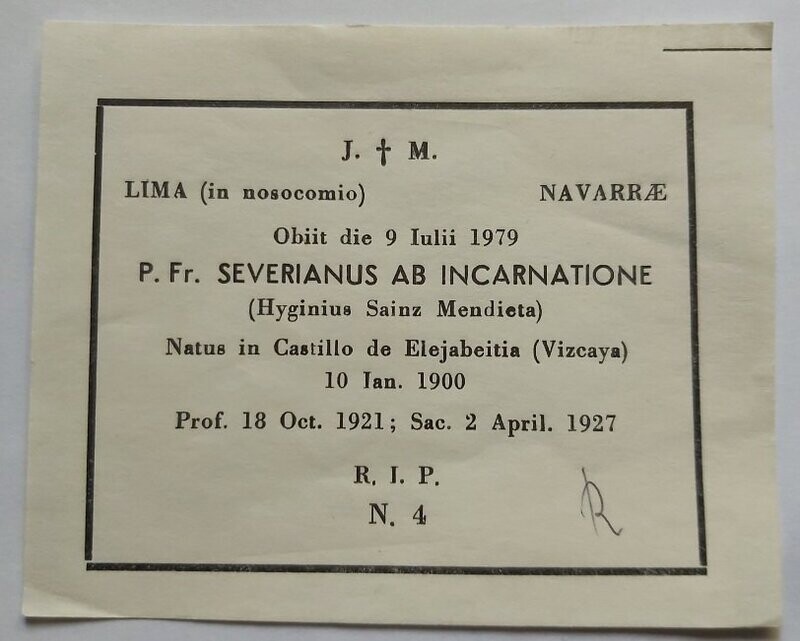 J. † M.
LIMA (in nosocomio) NAVARRÆ
Obiit die 9 Iulii 1979
P. Fr. SEVERIANUS AB INCARNATIONE
(Hyginius Sainz Mendieta)
Natus in Castillo de Elejabeitia (Vizcaya)
10 Ian. 1900
Prof. 18 Oct. 1921; Sac. 2 April. 1927
R. I. P.
N. 4
R